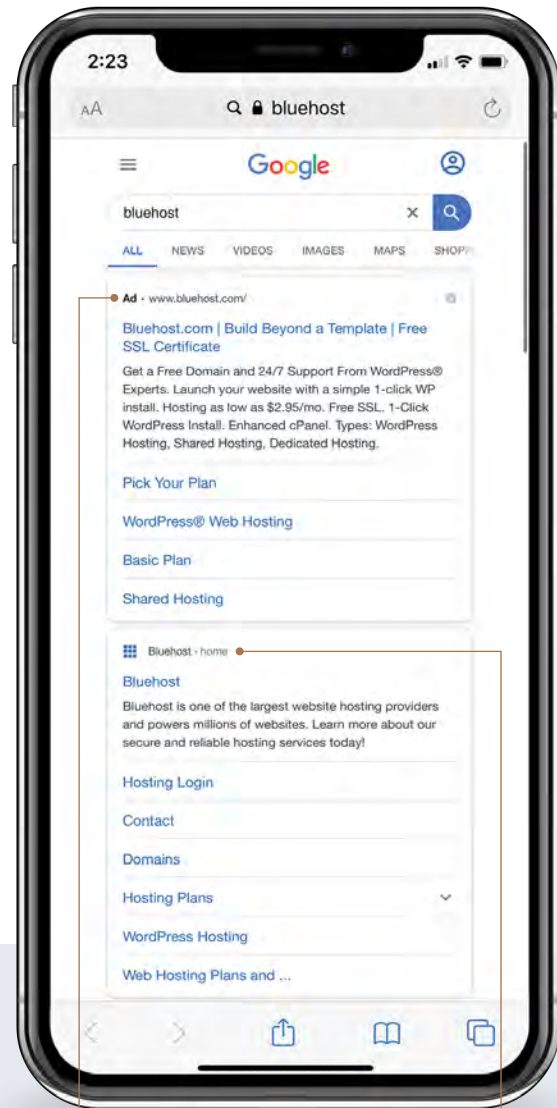 2:23
AA bluehost
Google
bluehost
ALL NEWS VIDEOS IMAGES MAPS SHOPP
Ad · www.bluehost.com/
Bluehost.com | Build Beyond a Template | Free
SSL Certificate
Get a Free Domain and 24/7 Support From WordPress®
Experts. Launch your website with a simple 1-click WP
install. Hosting as low as $2.95/mo. Free SSL. 1-Click
WordPress Install. Enhanced cPanel. Types: WordPress
Hosting, Shared Hosting, Dedicated Hosting.
Pick Your Plan
WordPress® Web Hosting
Basic Plan
Shared Hosting
Bluehost › home
Bluehost
Bluehost is one of the largest website hosting providers
and powers millions of websites. Learn more about our
secure and reliable hosting services today!
Hosting Login
Contact
Domains
Hosting Plans
WordPress Hosting
Web Hosting Plans and ...